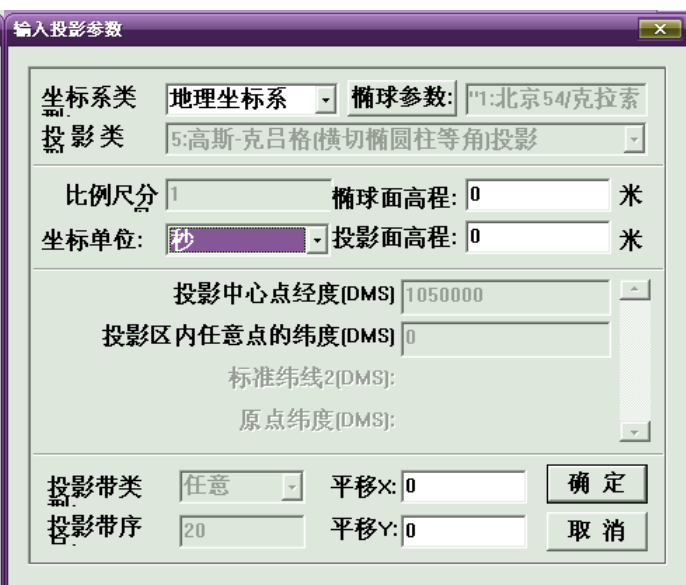 输入投影参数
坐标系类型: 地理坐标系 椭球参数: "1:北京54/克拉索
投影类 5:高斯-克吕格(横切椭圆柱等角)投影
比例尺分 1 椭球面高程: 0 米
坐标单位: 秒 投影面高程: 0 米
投影中心点经度(DMS) 1050000
投影区内任意点的纬度(DMS) 0
标准纬线2(DMS):
原点纬度(DMS):
投影带类 任意 平移X: 0 确定
投影带序 20 平移Y: 0 取消